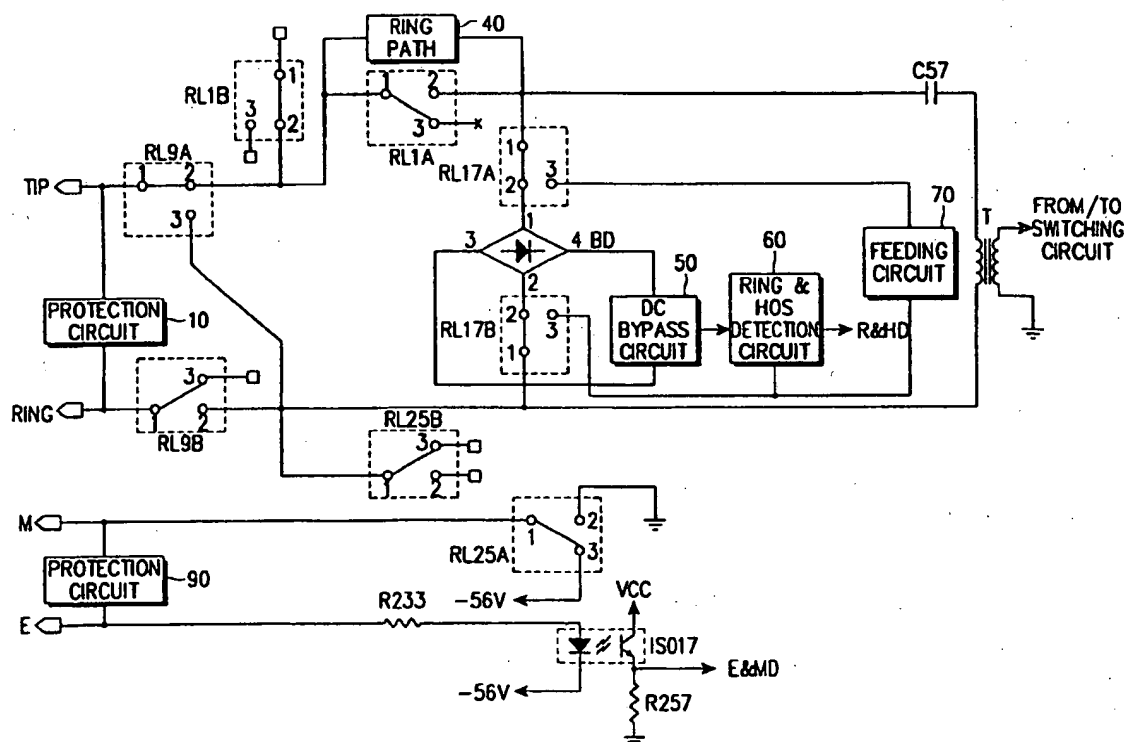 RING
PATH
40
C57
RL1B
1
3
2
1
2
3
RL1A
RL9A
1
2
3
TIP
1
RL17A
2
3
70
T
FROM/TO
SWITCHING
CIRCUIT
FEEDING
CIRCUIT
1
3
4 BD
2
50
60
DC
BYPASS
CIRCUIT
RING &
HOS
DETECTION
CIRCUIT
R&HD
PROTECTION
CIRCUIT
10
RL17B
2
3
1
RING
3
1
2
RL9B
RL25B
3
1
2
M
1
2
3
RL25A
PROTECTION
CIRCUIT
90
-56V
VCC
R233
E
ISO17
E&MD
-56V
R257